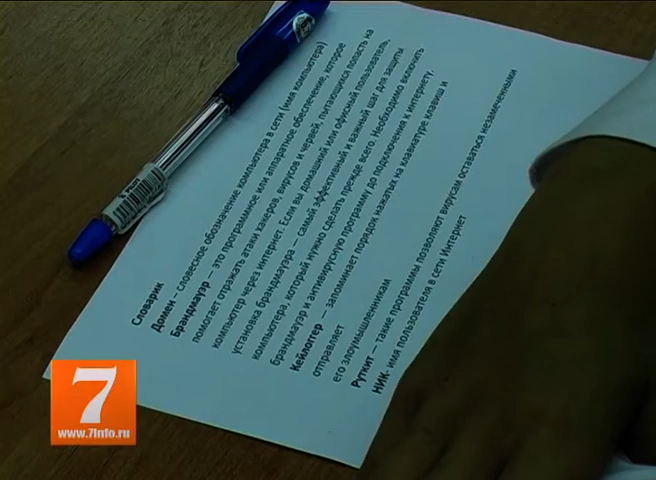 Словарик
Домен – словесное обозначение компьютера в сети (имя компьютера)
Брандмауэр — это программное или аппаратное обеспечение, которое
помогает отражать атаки хакеров, вирусов и червей, пытающихся попасть на
компьютер через интернет. Если вы домашний или офисный пользователь,
установка брандмауэра — самый эффективный и важный шаг для защиты
компьютера, который нужно сделать прежде всего. Необходимо включить
брандмауэр и антивирусную программу до подключения к интернету.
Кейлоггер — запоминает порядок нажатых на клавиатуре клавиш и
отправляет
его злоумышленникам
Руткит — такие программы позволяют вирусам оставаться незамеченными
НИК- имя пользователя в сети Интернет
7
www.7info.ru